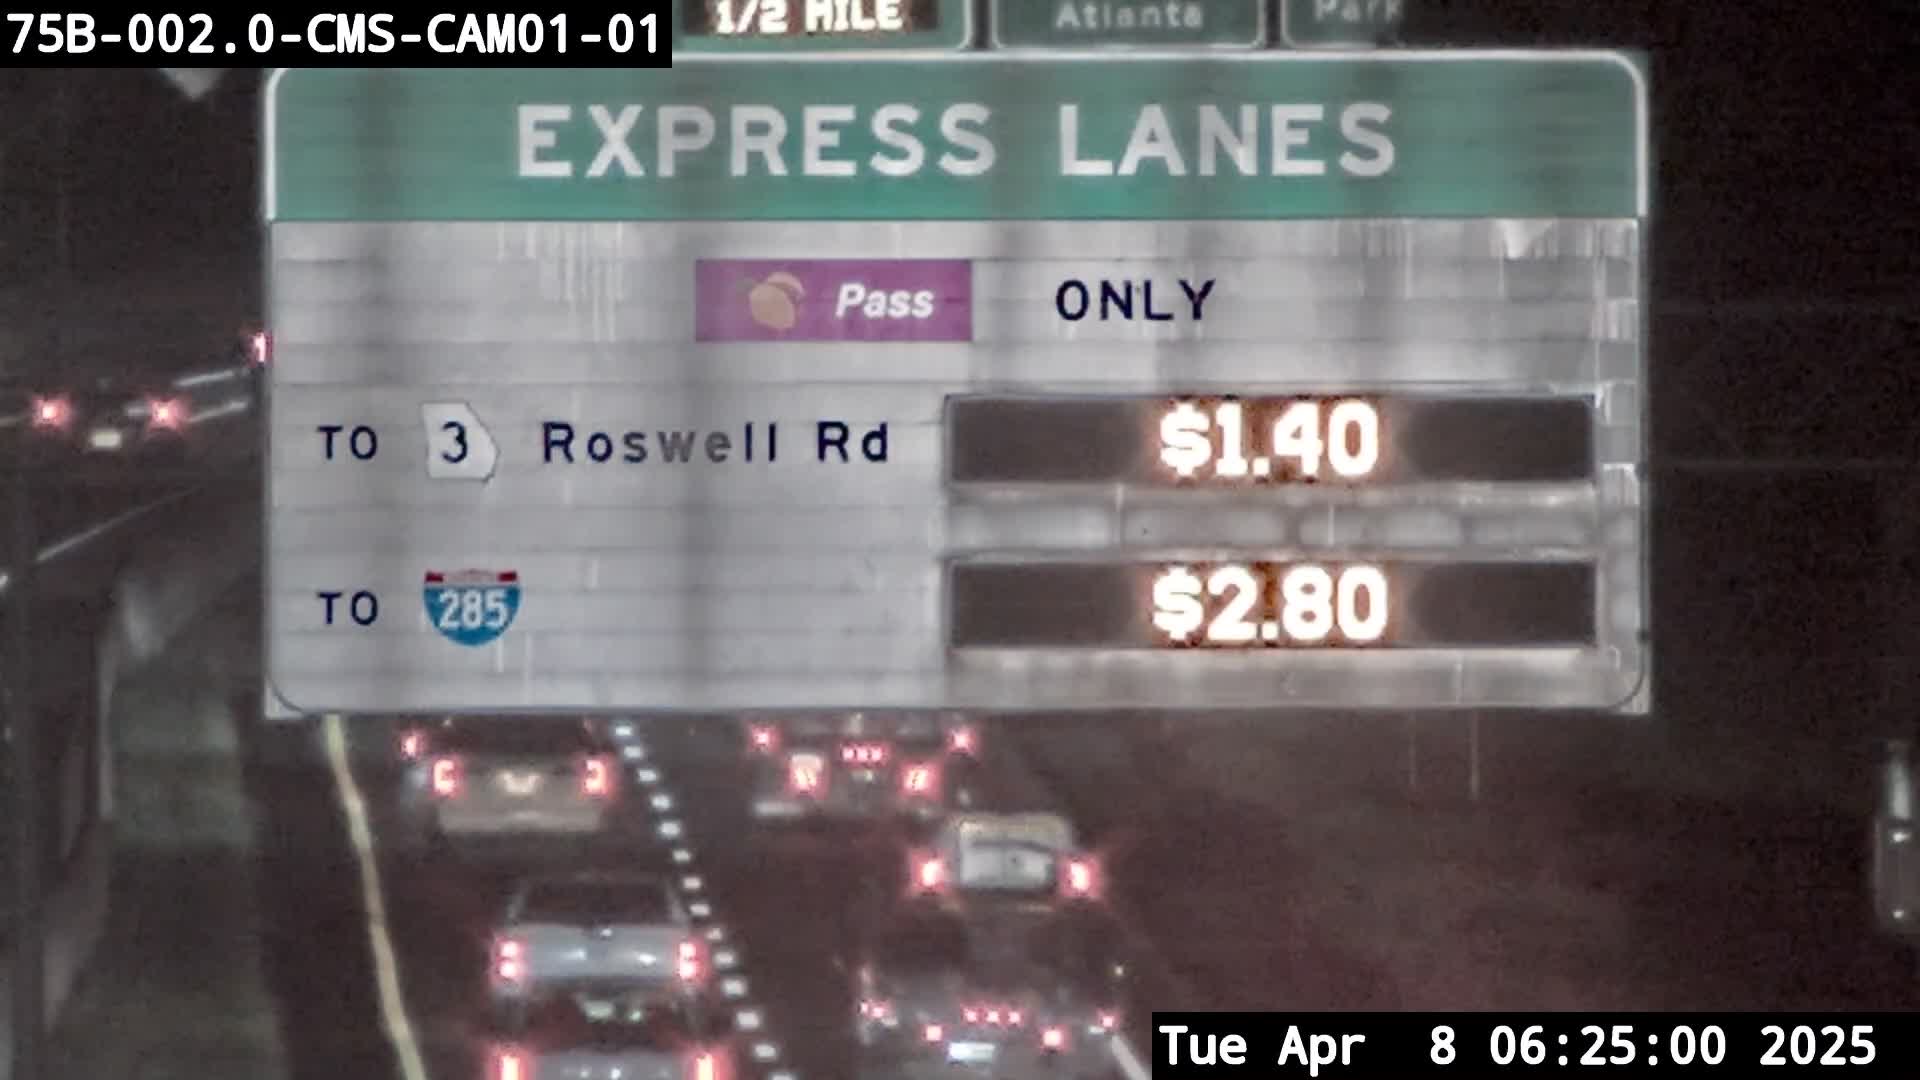 75B-002.0-CMS-CAM01-01
1/2 MILE
Atlanta
Park
EXPRESS LANES
Pass ONLY
TO 3 Roswell Rd $1.40
TO 285 $2.80
Tue Apr 8 06:25:00 2025